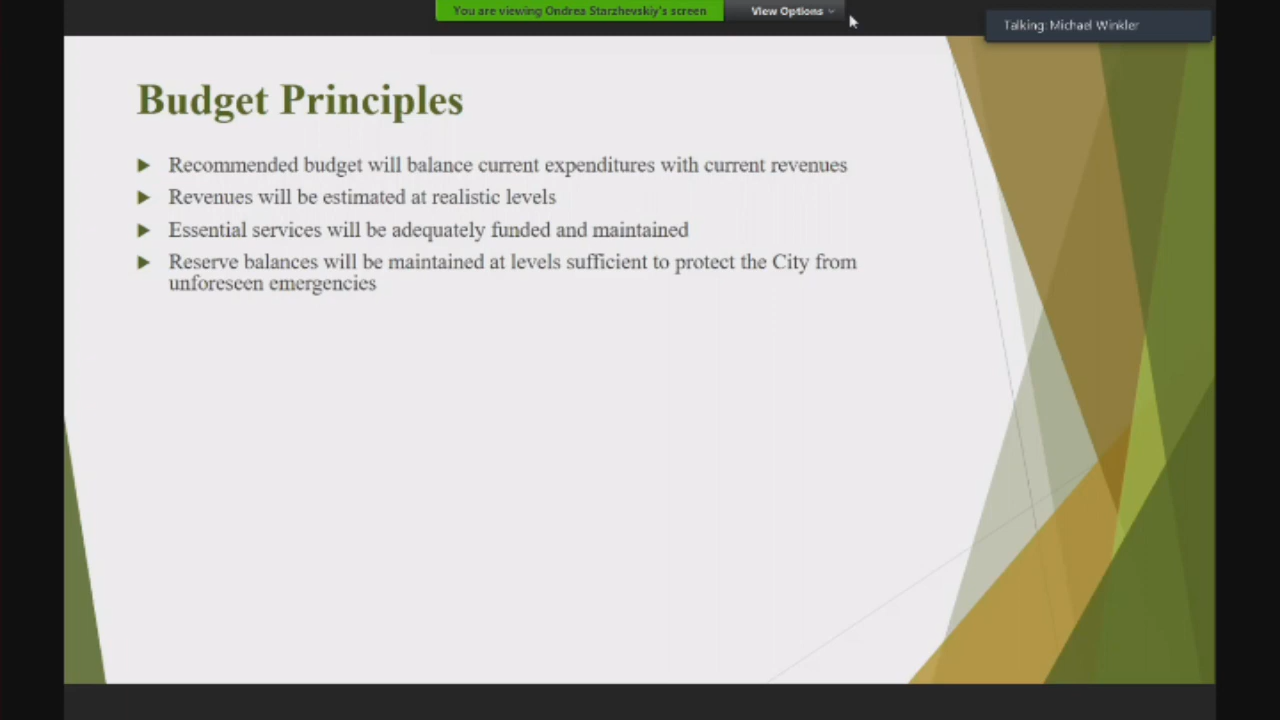 You are viewing Ondrea Starzhevskiy's screen
View Options
Talking: Michael Winkler
Budget Principles
Recommended budget will balance current expenditures with current revenues
Revenues will be estimated at realistic levels
Essential services will be adequately funded and maintained
Reserve balances will be maintained at levels sufficient to protect the City from
unforeseen emergencies